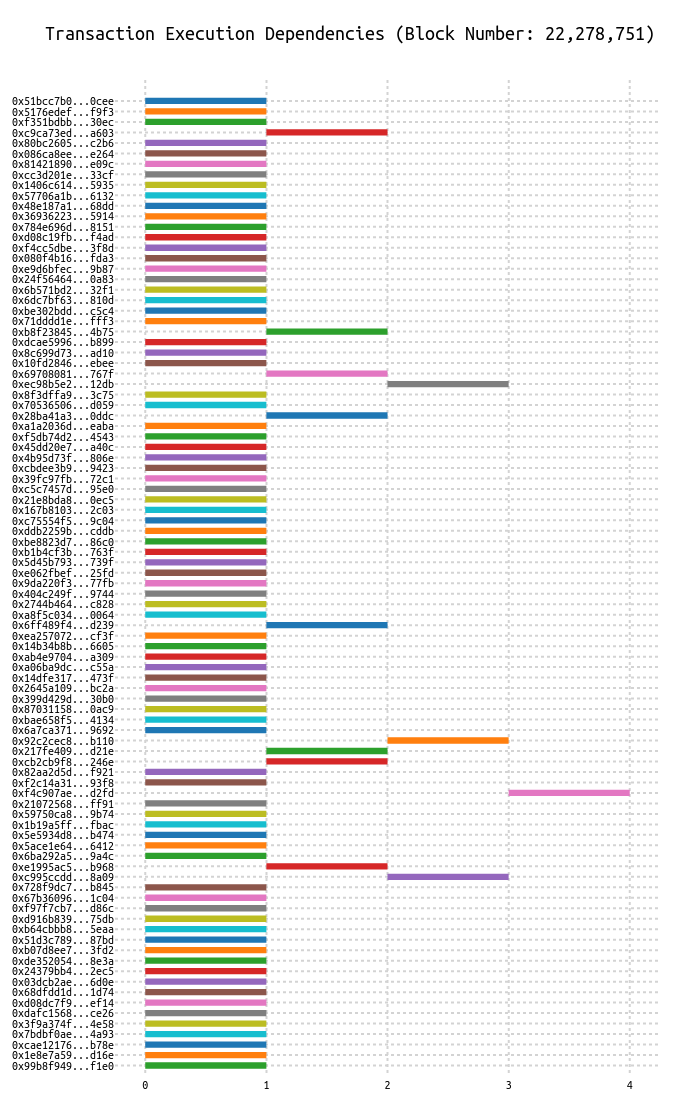 Transaction Execution Dependencies (Block Number: 22,278,751)
0x51bcc7b0...0cee
0x5176edef...f9f3
0xf351bdbb...30ec
0xc9ca73ed...a603
0x80bc2605...c2b6
0x086ca8ee...e264
0x81421890...e09c
0xcc3d201e...33cf
0x1406c614...5935
0x57706a1b...6132
0x48e187a1...68dd
0x36936223...5914
0x784e696d...8151
0xd08c19fb...f4ad
0xf4cc5dbe...3f8d
0x080f4b16...fda3
0xe9d6bfec...9b87
0x24f56464...0a83
0x6b571bd2...32f1
0x6dc7bf63...810d
0xbe302bdd...c5c4
0x71dddd1e...fff3
0xb8f23845...4b75
0xdcae5996...b899
0x8c699d73...ad10
0x10fd2846...ebee
0x69708081...767f
0xec98b5e2...12db
0x8f3dffa9...3c75
0x70536506...d059
0x28ba41a3...0ddc
0xa1a2036d...eaba
0xf5db74d2...4543
0x45dd20e7...a40c
0x4b95d73f...806e
0xcbdee3b9...9423
0x39fc97fb...72c1
0xc5c7457d...95e0
0x21e8bda8...0ec5
0x167b8103...2c03
0xc75554f5...9c04
0xddb2259b...cddb
0xbe8823d7...86c0
0xb1b4cf3b...763f
0x5d45b793...739f
0xe062fbef...25fd
0x9da220f3...77fb
0x404c249f...9744
0x2744b464...c828
0xa8f5c034...0064
0x6ff489f4...d239
0xea257072...cf3f
0x14b34b8b...6605
0xab4e9704...a309
0xa06ba9dc...c55a
0x14dfe317...473f
0x2645a109...bc2a
0x399d429d...30b0
0x87031158...0ac9
0xbae658f5...4134
0x6a7ca371...9692
0x92c2cec8...b110
0x217fe409...d21e
0xcb2cb9f8...246e
0x82aa2d5d...f921
0xf2c14a31...93f8
0xf4c907ae...d2fd
0x21072568...ff91
0x59750ca8...9b74
0x1b19a5ff...fbac
0x5e5934d8...b474
0x5ace1e64...6412
0x6ba292a5...9a4c
0xe1995ac5...b968
0xc995ccdd...8a09
0x728f9dc7...b845
0x67b36096...1c04
0xf97f7cb7...d86c
0xd916b839...75db
0xb64cbbb8...5eaa
0x51d3c789...87bd
0xb07d8ee7...3fd2
0xde352054...8e3a
0x24379bb4...2ec5
0x03dcb2ae...6d0e
0x68dfdd1d...1d74
0xd08dc7f9...ef14
0xdafc1568...ce26
0x3f9a374f...4e58
0x7bdbf0ae...4a93
0xcae12176...b78e
0x1e8e7a59...d16e
0x99b8f949...f1e0
0 1 2 3 4